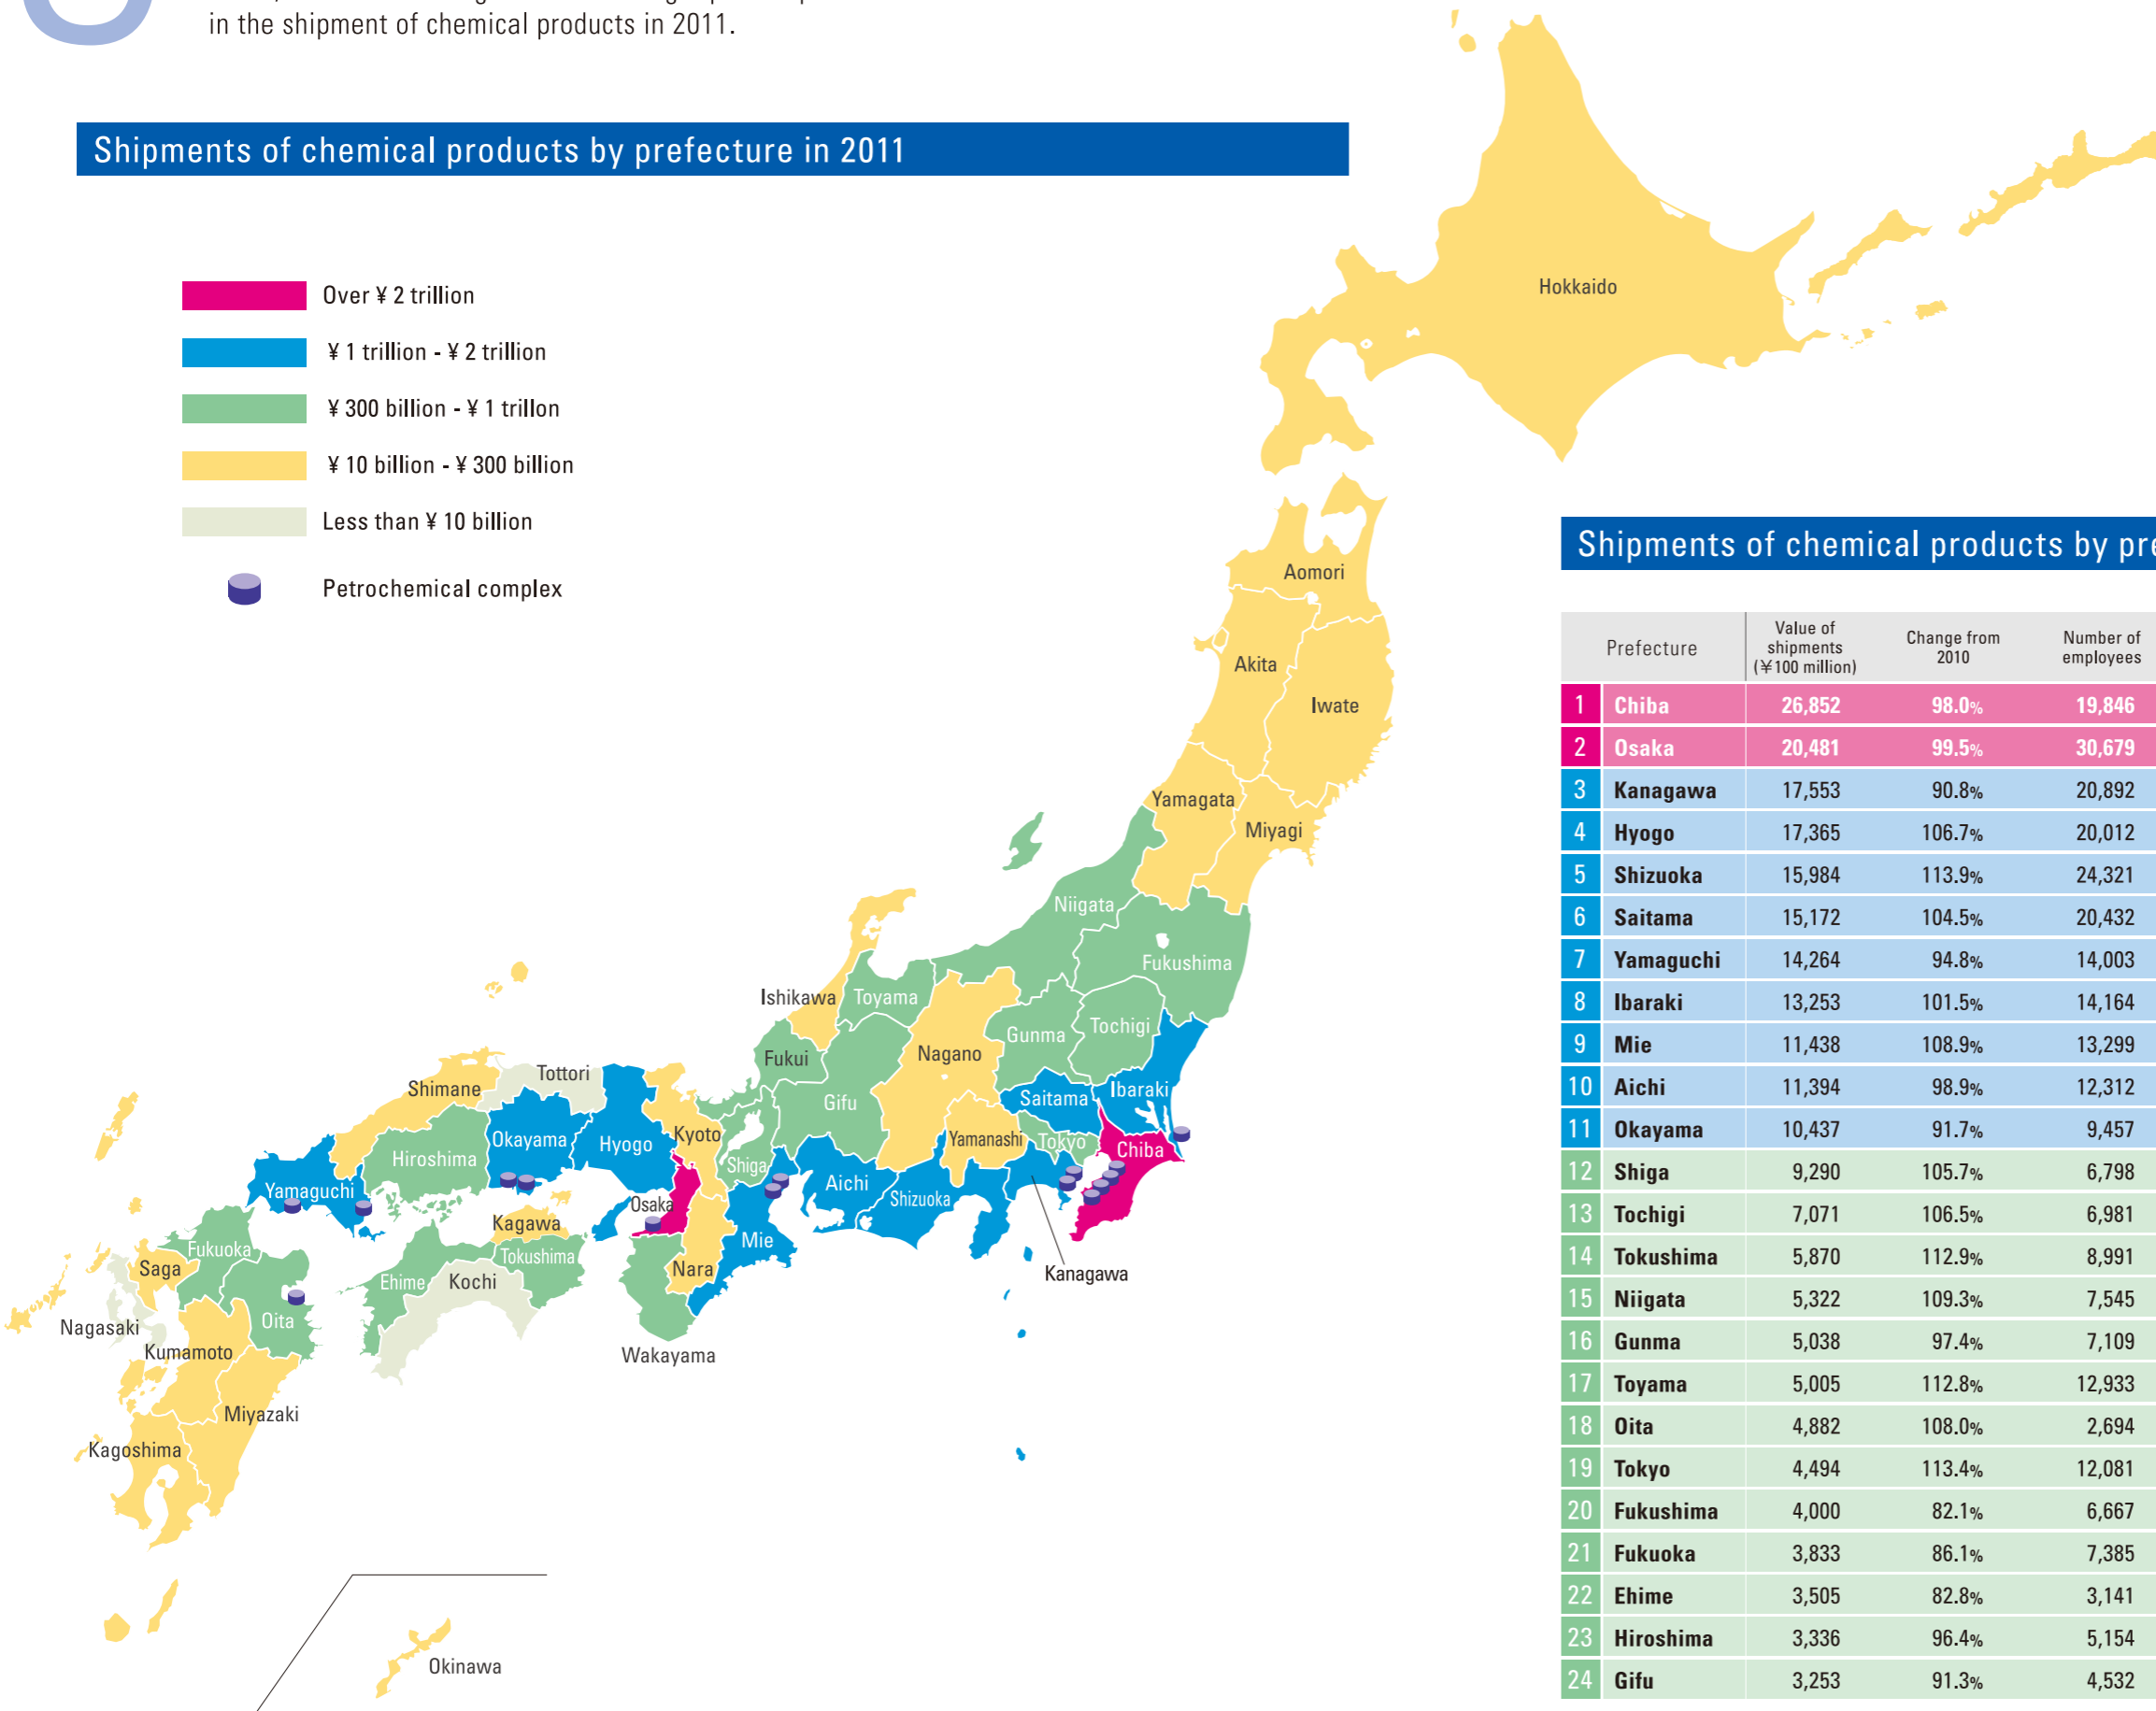 in the shipment of chemical products in 2011.
Shipments of chemical products by prefecture in 2011
Over ¥ 2 trillion
¥ 1 trillion - ¥ 2 trillion
¥ 300 billion - ¥ 1 trillon
¥ 10 billion - ¥ 300 billion
Less than ¥ 10 billion
Petrochemical complex
Hokkaido
Aomori
Akita
Iwate
Yamagata
Miyagi
Niigata
Fukushima
Ishikawa
Toyama
Gunma
Tochigi
Fukui
Nagano
Tottori
Shimane
Gifu
Saitama
Ibaraki
Okayama
Hyogo
Kyoto
Yamanashi
Tokyo
Chiba
Hiroshima
Shiga
Yamaguchi
Aichi
Shizuoka
Osaka
Kagawa
Mie
Fukuoka
Tokushima
Saga
Nara
Kanagawa
Ehime
Kochi
Oita
Nagasaki
Kumamoto
Wakayama
Miyazaki
Kagoshima
Okinawa
Shipments of chemical products by pre
Prefecture
Value of
shipments
(¥100 million)
Change from
2010
Number of
employees
1 Chiba 26,852 98.0% 19,846
2 Osaka 20,481 99.5% 30,679
3 Kanagawa 17,553 90.8% 20,892
4 Hyogo 17,365 106.7% 20,012
5 Shizuoka 15,984 113.9% 24,321
6 Saitama 15,172 104.5% 20,432
7 Yamaguchi 14,264 94.8% 14,003
8 Ibaraki 13,253 101.5% 14,164
9 Mie 11,438 108.9% 13,299
10 Aichi 11,394 98.9% 12,312
11 Okayama 10,437 91.7% 9,457
12 Shiga 9,290 105.7% 6,798
13 Tochigi 7,071 106.5% 6,981
14 Tokushima 5,870 112.9% 8,991
15 Niigata 5,322 109.3% 7,545
16 Gunma 5,038 97.4% 7,109
17 Toyama 5,005 112.8% 12,933
18 Oita 4,882 108.0% 2,694
19 Tokyo 4,494 113.4% 12,081
20 Fukushima 4,000 82.1% 6,667
21 Fukuoka 3,833 86.1% 7,385
22 Ehime 3,505 82.8% 3,141
23 Hiroshima 3,336 96.4% 5,154
24 Gifu 3,253 91.3% 4,532